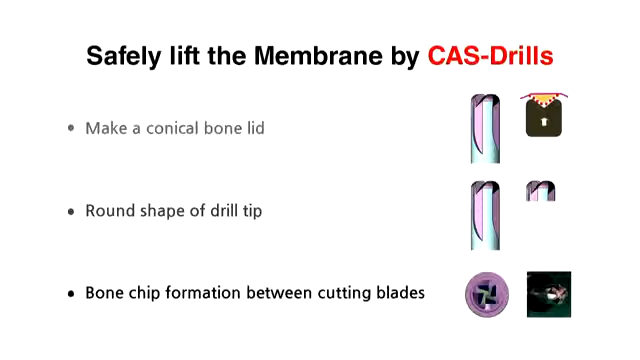 Safely lift the Membrane by CAS-Drills
• Make a conical bone lid
• Round shape of drill tip
• Bone chip formation between cutting blades